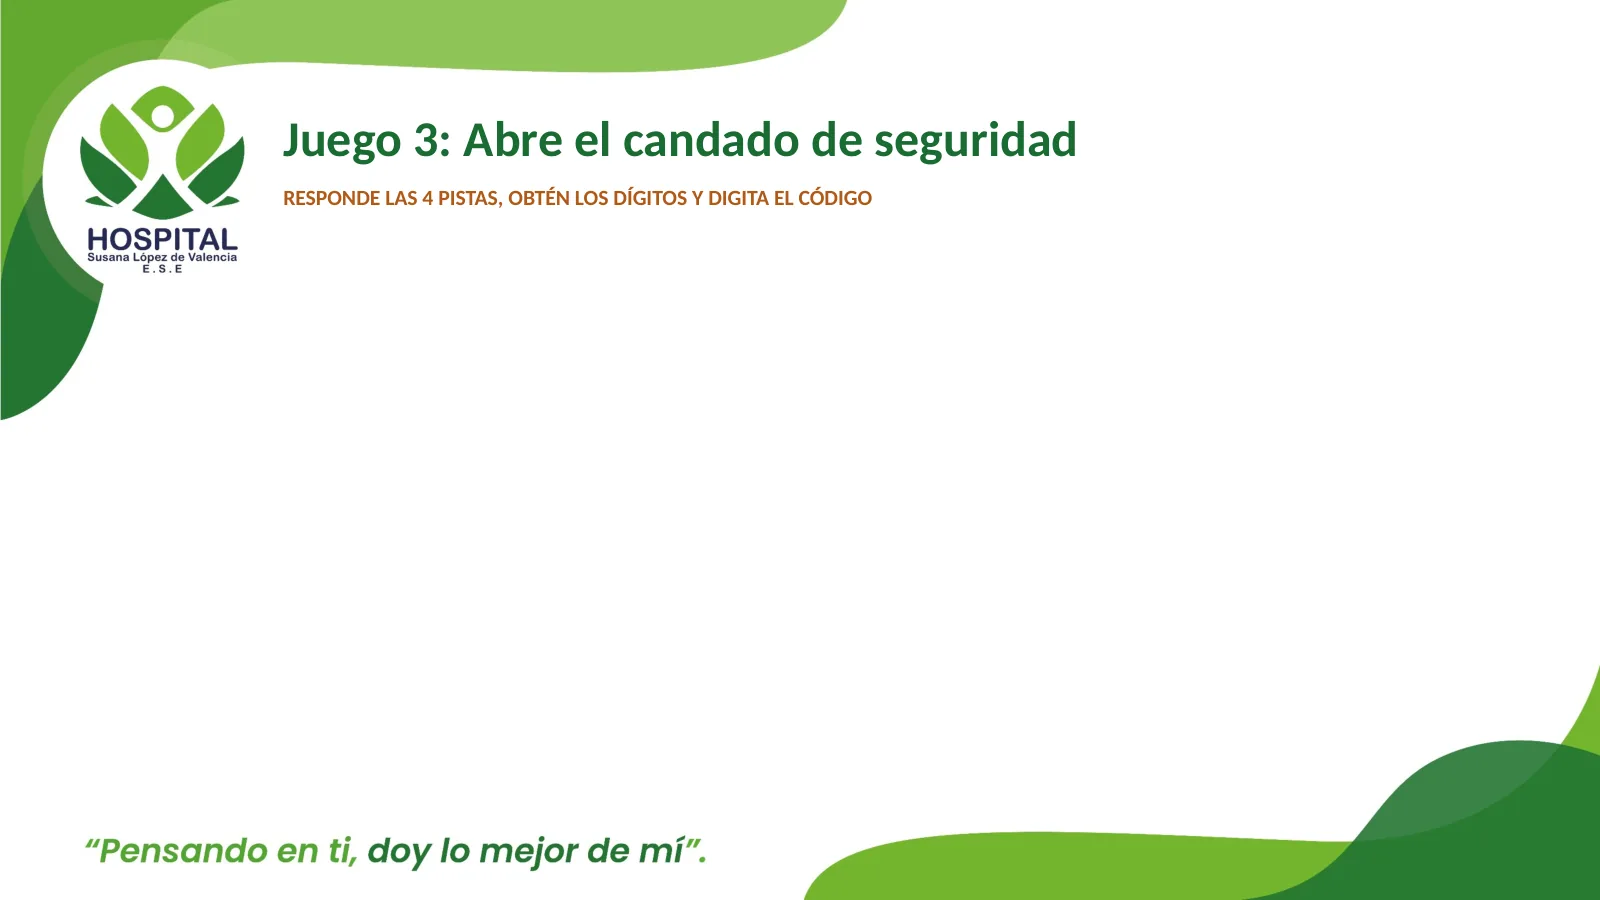 Juego 3: Abre el candado de seguridad
RESPONDE LAS 4 PISTAS, OBTÉN LOS DÍGITOS Y DIGITA EL CÓDIGO
HOSPITAL
Susana López de Valencia
E.S.E
“Pensando en ti, doy lo mejor de mí”.